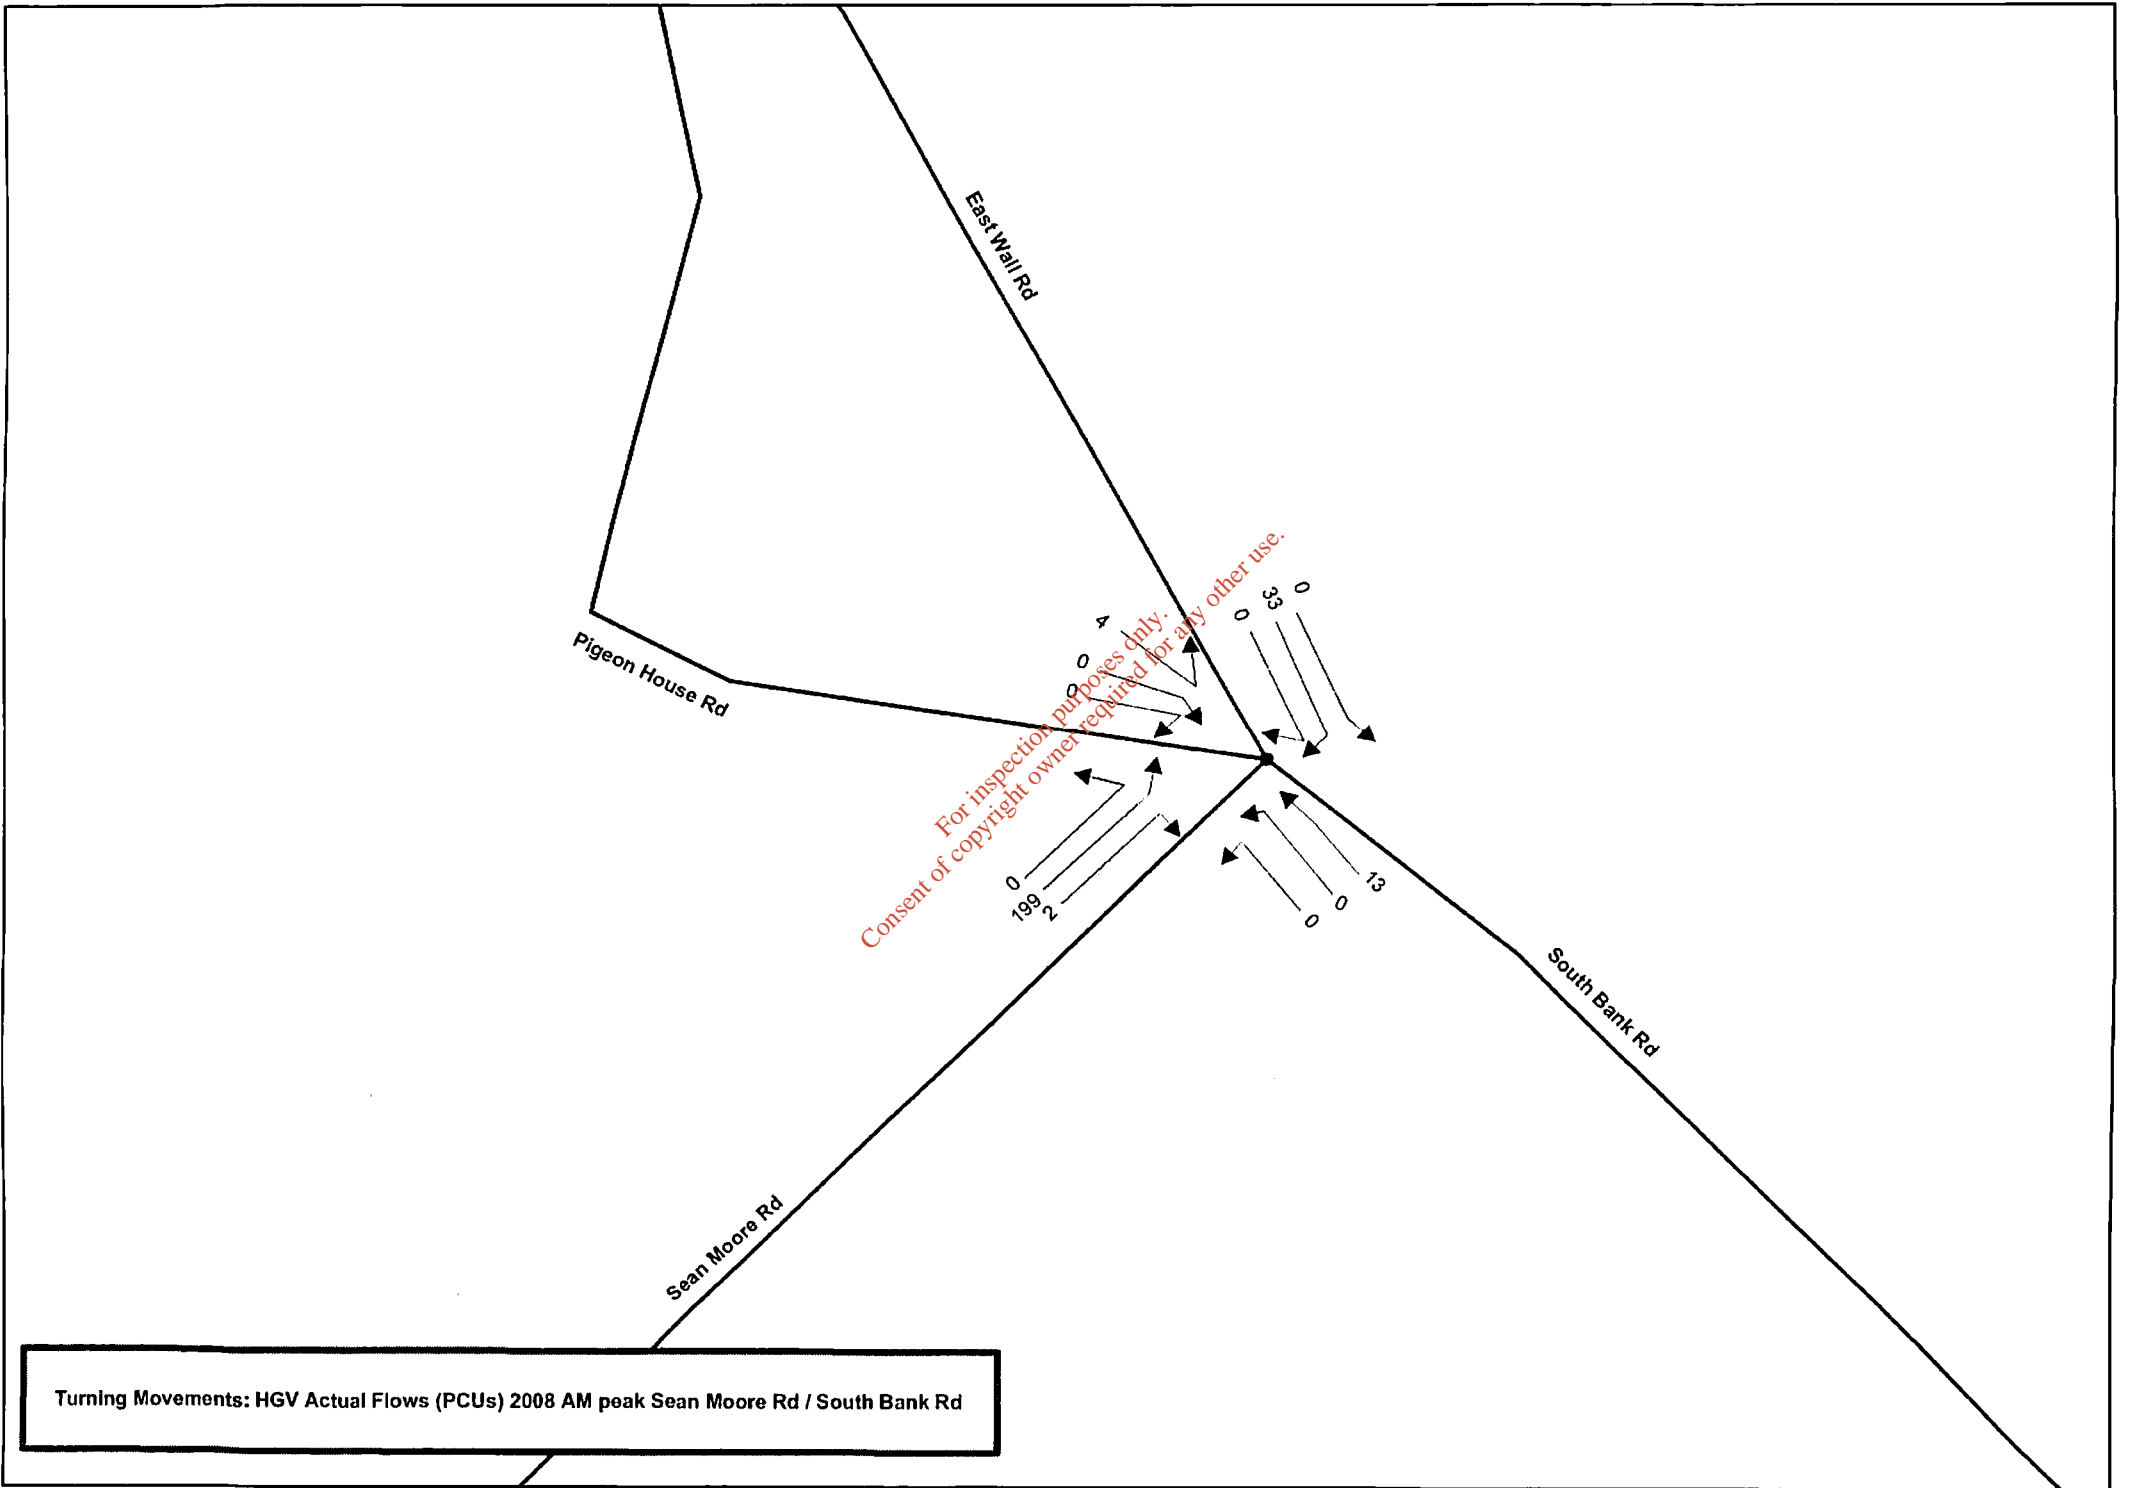 East Wall Rd
For inspection purposes only.
Consent of copyright owner required for any other use.
4
0
0
0
33
0
Pigeon House Rd
0
199
2
13
0
0
South Bank Rd
Sean Moore Rd
Turning Movements: HGV Actual Flows (PCUs) 2008 AM peak Sean Moore Rd / South Bank Rd